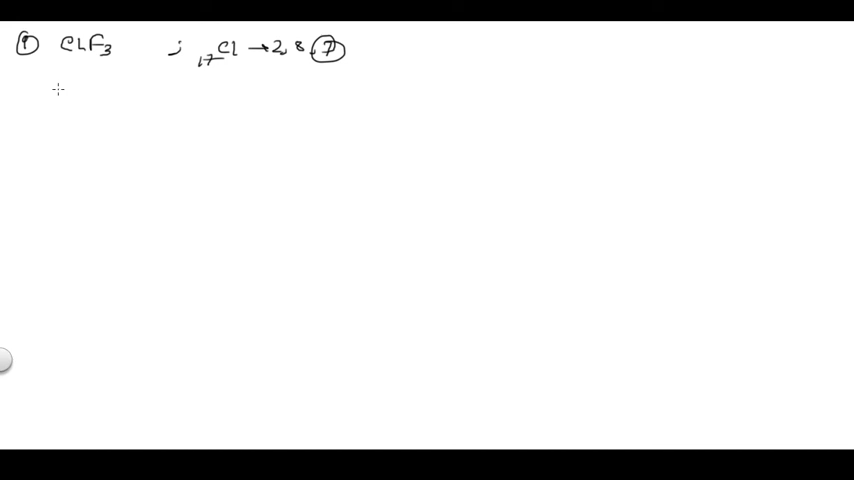 ① ClF₃ ; ₁₇Cl → 2, 8, 7